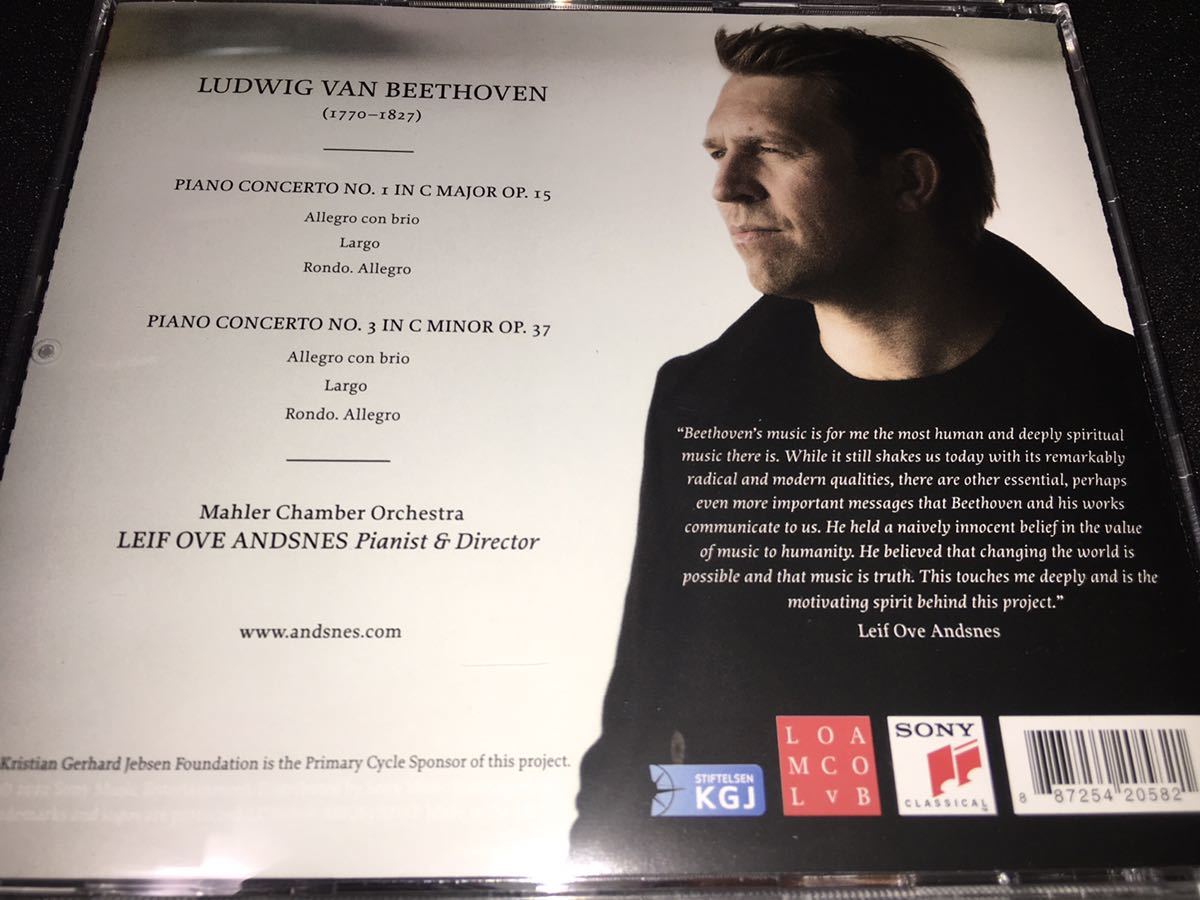 LUDWIG VAN BEETHOVEN
(1770–1827)
PIANO CONCERTO NO. 1 IN C MAJOR OP. 15
Allegro con brio
Largo
Rondo. Allegro
PIANO CONCERTO NO. 3 IN C MINOR OP. 37
Allegro con brio
Largo
Rondo. Allegro
Mahler Chamber Orchestra
LEIF OVE ANDSNES Pianist & Director
www.andsnes.com
Kristian Gerhard Jebsen Foundation is the Primary Cycle Sponsor of this project.
“Beethoven’s music is for me the most human and deeply spiritual
music there is. While it still shakes us today with its remarkably
radical and modern qualities, there are other essential, perhaps
even more important messages that Beethoven and his works
communicate to us. He held a naively innocent belief in the value
of music to humanity. He believed that changing the world is
possible and that music is truth. This touches me deeply and is the
motivating spirit behind this project.”
Leif Ove Andsnes
STIFTELSEN
KGJ
L O A
M C O
L v B
SONY
CLASSICAL™
8 87254 20582